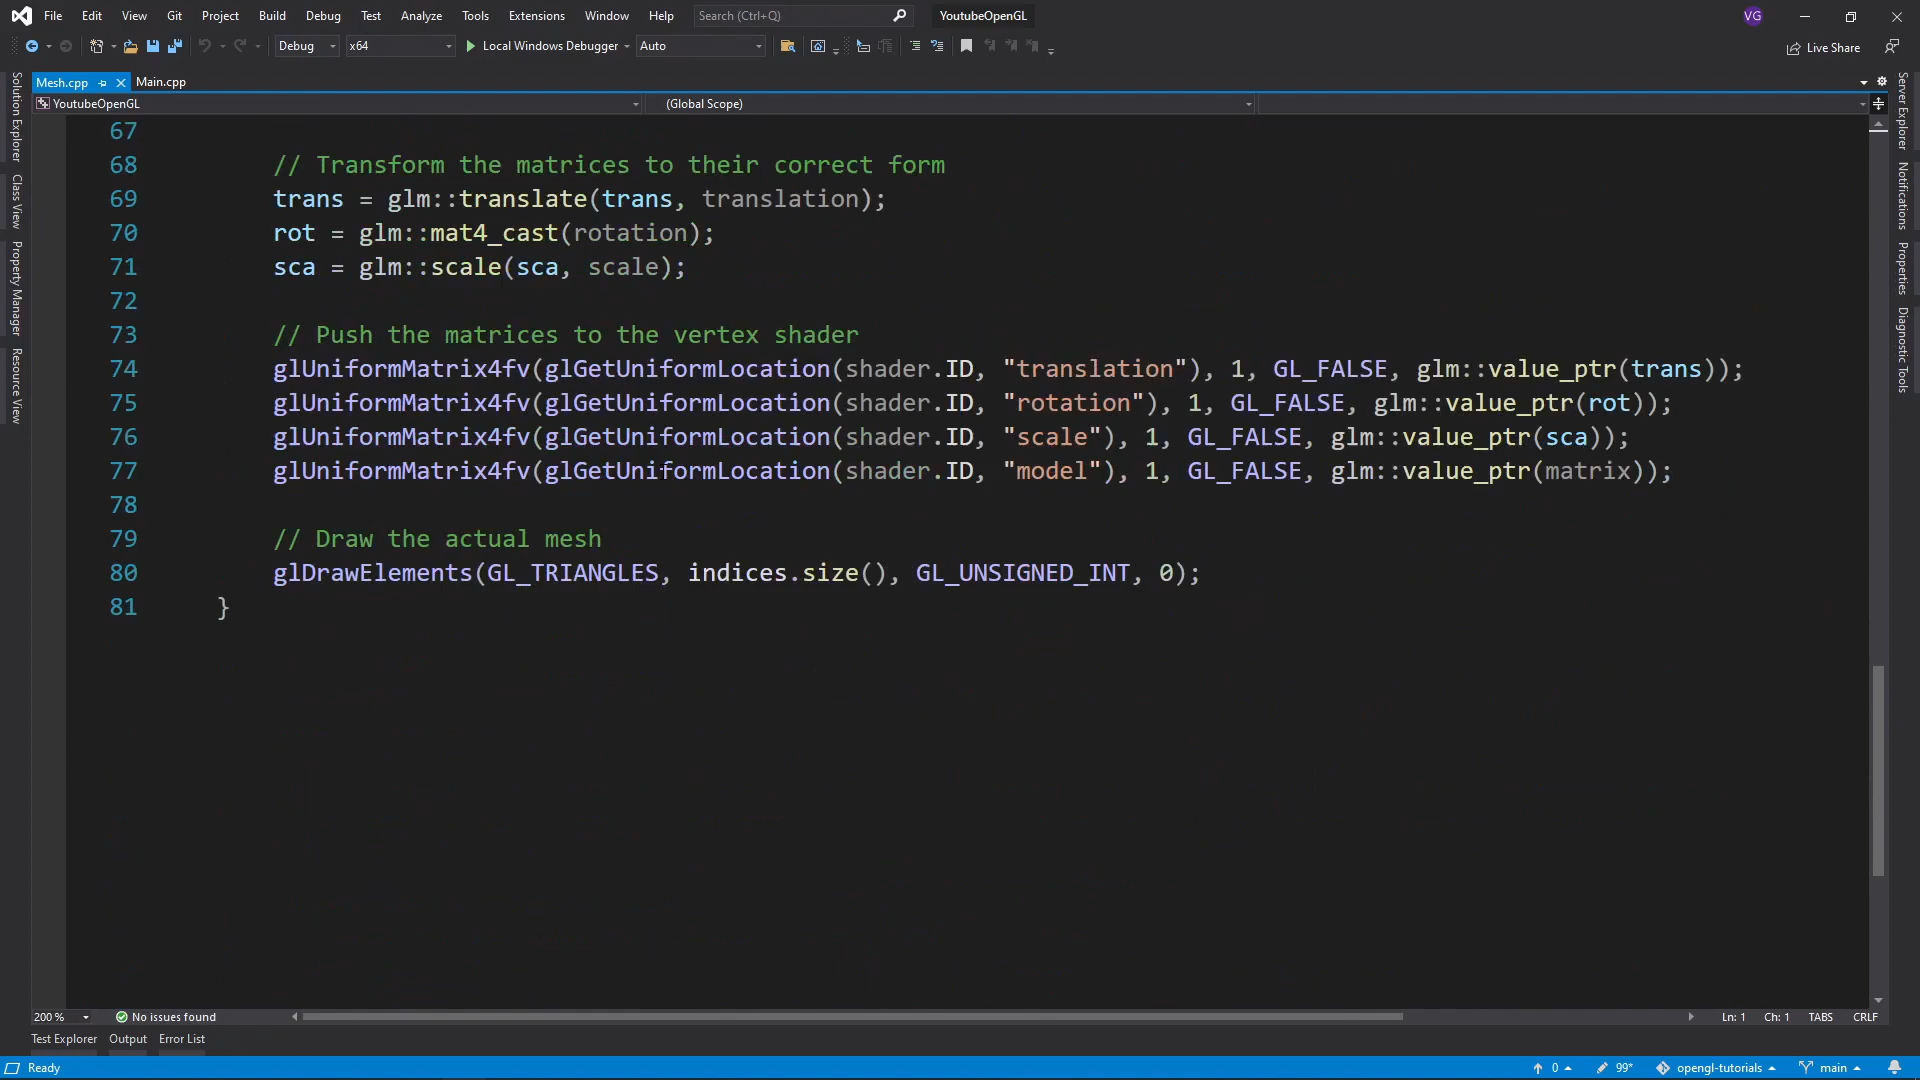 File Edit View Git Project Build Debug Test Analyze Tools Extensions Window Help Search (Ctrl+Q) YoutubeOpenGL VG
Debug x64 Local Windows Debugger Auto Live Share
Mesh.cpp Main.cpp
YoutubeOpenGL (Global Scope)
Solution Explorer
Class View
Property Manager
Resource View
67
68 // Transform the matrices to their correct form
69 trans = glm::translate(trans, translation);
70 rot = glm::mat4_cast(rotation);
71 sca = glm::scale(sca, scale);
72
73 // Push the matrices to the vertex shader
74 glUniformMatrix4fv(glGetUniformLocation(shader.ID, "translation"), 1, GL_FALSE, glm::value_ptr(trans));
75 glUniformMatrix4fv(glGetUniformLocation(shader.ID, "rotation"), 1, GL_FALSE, glm::value_ptr(rot));
76 glUniformMatrix4fv(glGetUniformLocation(shader.ID, "scale"), 1, GL_FALSE, glm::value_ptr(sca));
77 glUniformMatrix4fv(glGetUniformLocation(shader.ID, "model"), 1, GL_FALSE, glm::value_ptr(matrix));
78
79 // Draw the actual mesh
80 glDrawElements(GL_TRIANGLES, indices.size(), GL_UNSIGNED_INT, 0);
81 }
Server Explorer
Notifications
Properties
Diagnostic Tools
200 % No issues found Ln: 1 Ch: 1 TABS CRLF
Test Explorer Output Error List
Ready 0 99* opengl-tutorials main